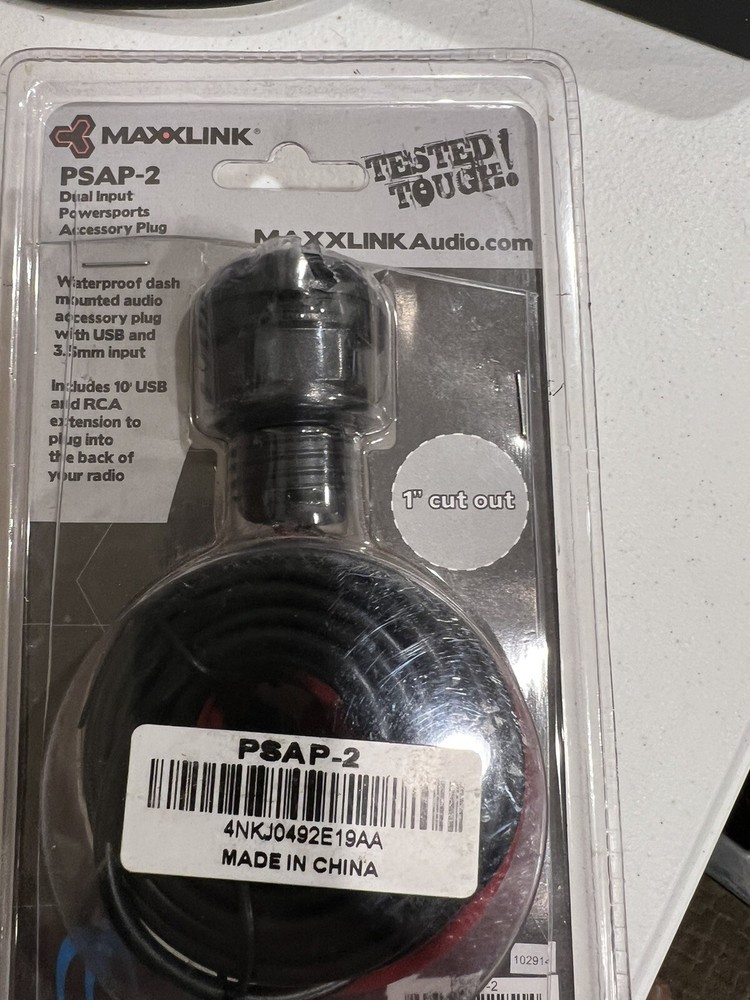 MAXXLINK®
TESTED
TOUGH!
PSAP-2
Dual Input
Powersports
Accessory Plug
MAXXLINKAudio.com
Waterproof dash
mounted audio
accessory plug
with USB and
3.5mm input
Includes 10' USB
and RCA
extension to
plug into
the back of
your radio
1" cut out
PSAP-2
4NKJ0492E19AA
MADE IN CHINA
10291
-2